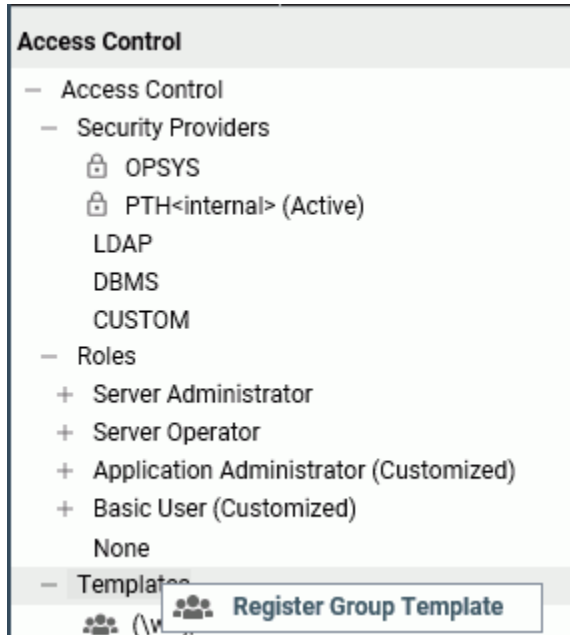 Access Control
Access Control
Security Providers
OPSYS
PTH<internal> (Active)
LDAP
DBMS
CUSTOM
Roles
Server Administrator
Server Operator
Application Administrator (Customized)
Basic User (Customized)
None
Templates
Register Group Template